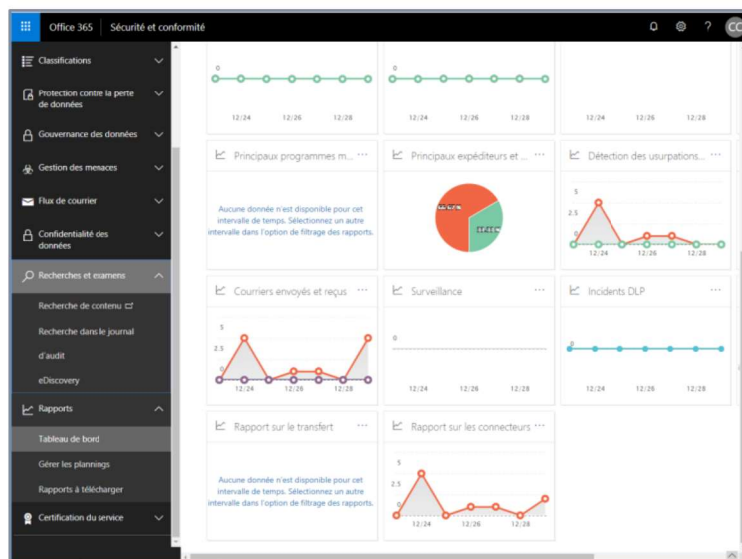 Office 365 Sécurité et conformité ? CC
Classifications
Protection contre la perte
de données
Gouvernance des données
Gestion des menaces
Flux de courrier
Confidentialité des
données
Recherches et examens
Recherche de contenu
Recherche dans le journal
d'audit
eDiscovery
Rapports
Tableau de bord
Gérer les plannings
Rapports à télécharger
Certification du service
0
12/24 12/26 12/28
0
12/24 12/26 12/28
12/24 12/26 12/28
Principaux programmes m... ...
Aucune donnée n'est disponible pour cet
intervalle de temps. Sélectionnez un autre
intervalle dans l'option de filtrage des rapports.
Principaux expéditeurs et ... ...
Détection des usurpations... ...
5
2.5
0
12/24 12/26 12/28
Courriers envoyés et reçus ...
5
2.5
0
12/24 12/26 12/28
Surveillance ...
0
12/24 12/26 12/28
Incidents DLP ...
0
12/24 12/26 12/28
Rapport sur le transfert ...
Aucune donnée n'est disponible pour cet
intervalle de temps. Sélectionnez un autre
intervalle dans l'option de filtrage des rapports.
Rapport sur les connecteurs ...
5
2.5
0
12/24 12/26 12/28